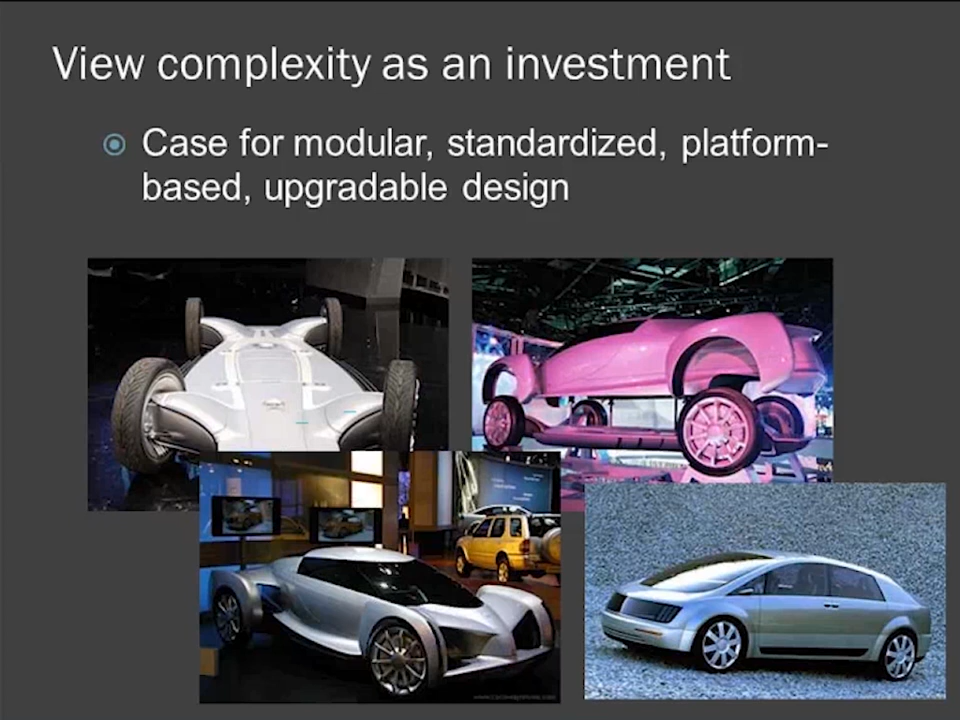 View complexity as an investment
Case for modular, standardized, platform-
based, upgradable design